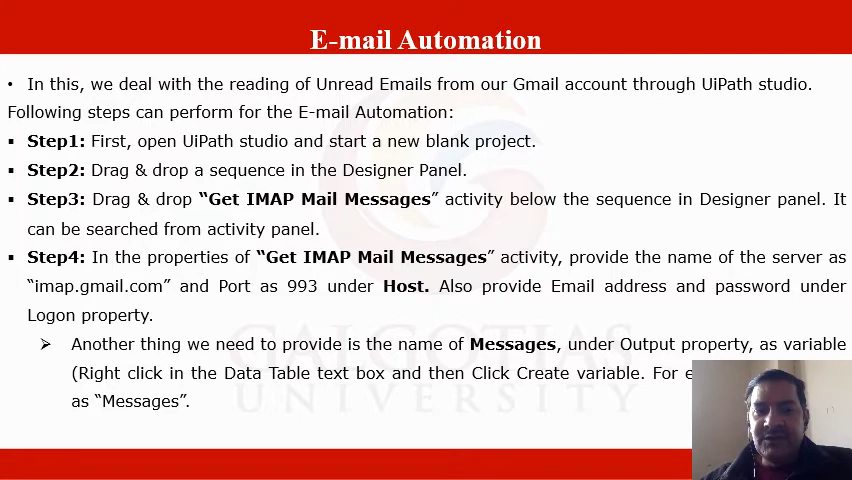 E-mail Automation
• In this, we deal with the reading of Unread Emails from our Gmail account through UiPath studio.
Following steps can perform for the E-mail Automation:
▪ Step1: First, open UiPath studio and start a new blank project.
▪ Step2: Drag & drop a sequence in the Designer Panel.
▪ Step3: Drag & drop “Get IMAP Mail Messages” activity below the sequence in Designer panel. It
can be searched from activity panel.
▪ Step4: In the properties of “Get IMAP Mail Messages” activity, provide the name of the server as
“imap.gmail.com” and Port as 993 under Host. Also provide Email address and password under
Logon property.
➢ Another thing we need to provide is the name of Messages, under Output property, as variable
(Right click in the Data Table text box and then Click Create variable. For
as “Messages”.
GALGOTIAS
UNIVERSITY